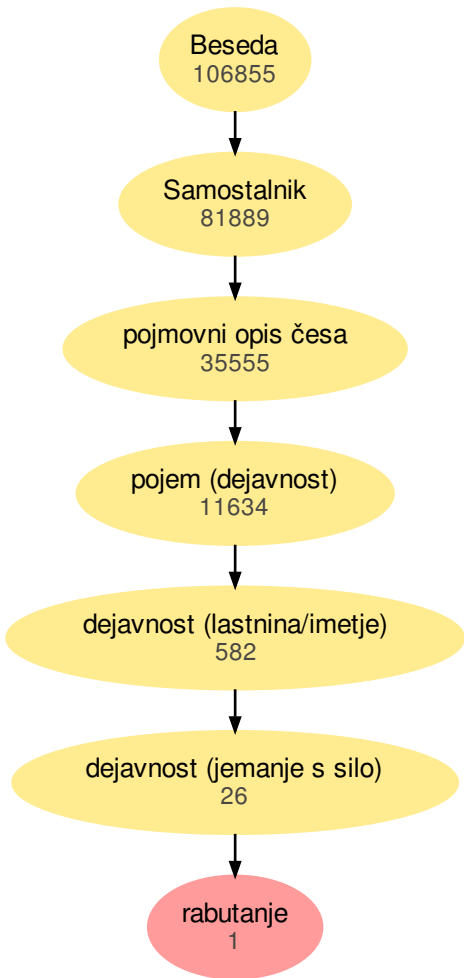 Beseda
106855
Samostalnik
81889
pojmovni opis česa
35555
pojem (dejavnost)
11634
dejavnost (lastnina/imetje)
582
dejavnost (jemanje s silo)
26
rabutanje
1